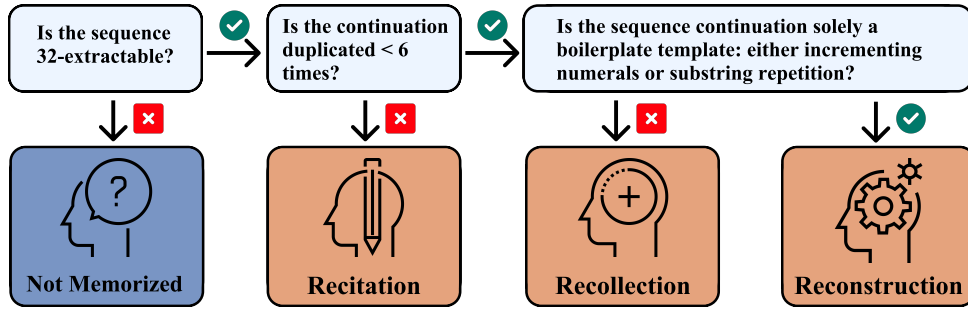 Is the sequence
32-extractable?
Is the continuation
duplicated < 6
times?
Is the sequence continuation solely a
boilerplate template: either incrementing
numerals or substring repetition?
?
Not Memorized
Recitation
Recollection
Reconstruction